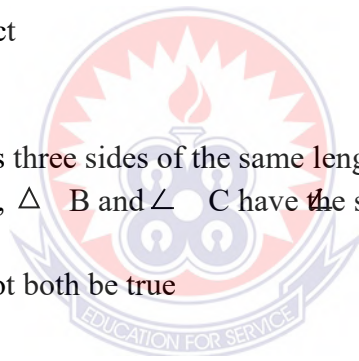 ct
s three sides of the same leng
, △ B and ∠ C have the s
ot both be true
EDUCATION FOR SERVICE